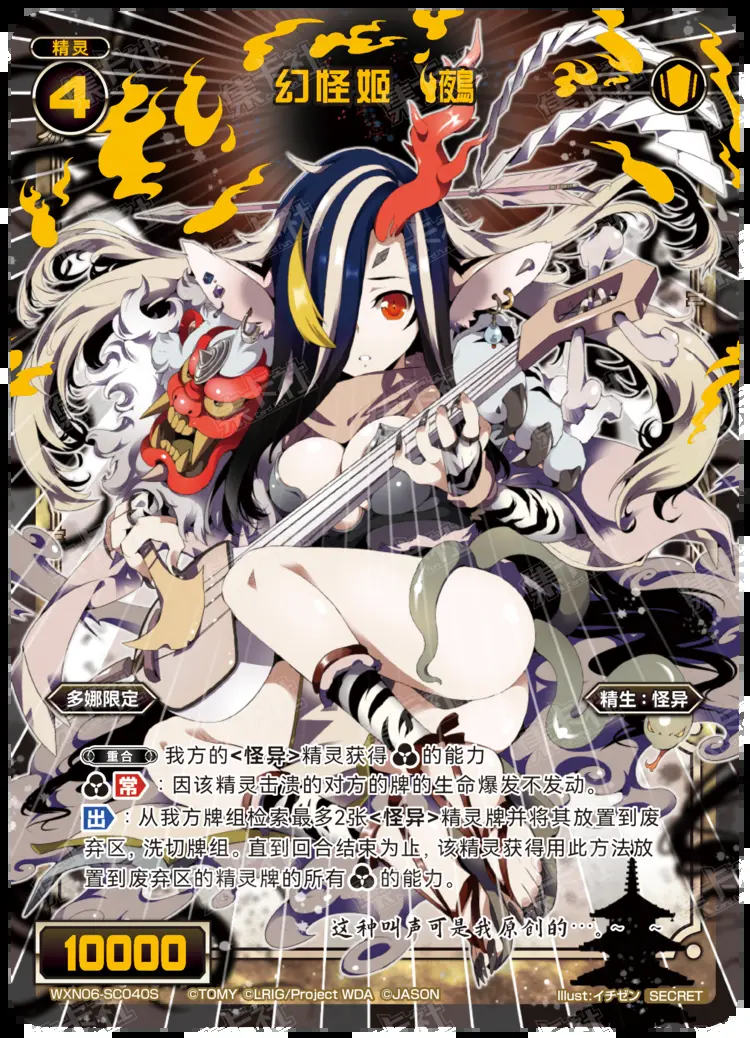 精灵
4
幻怪姬 鵺
多娜限定
精生：怪异
重合 我方的<怪异>精灵获得的能力
常：因该精灵击溃的对方的牌的生命爆发不发动。
出：从我方牌组检索最多2张<怪异>精灵牌并将其放置到废
弃区，洗切牌组。直到回合结束为止，该精灵获得用此方法放
置到废弃区的精灵牌的所有的能力。
这种叫声可是我原创的…。～ ～
10000
WXN06-SC040S ©TOMY ©LRIG/Project WDA ©JASON
Illust:イチゼン SECRET
集卡社